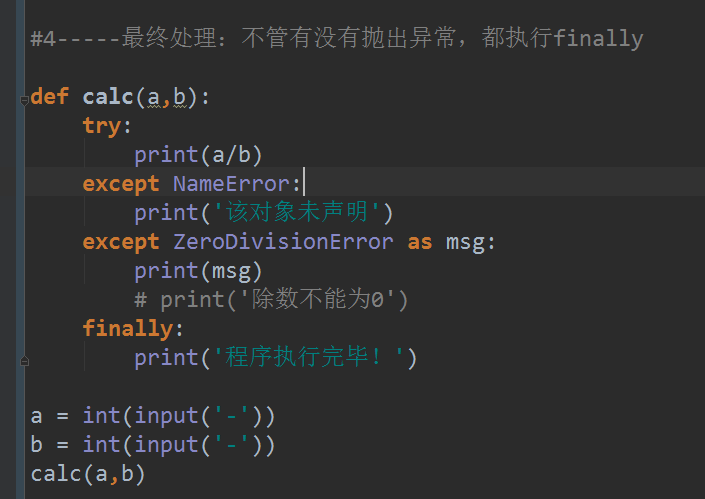 #4-----最终处理：不管有没有抛出异常，都执行finally
def calc(a,b):
try:
print(a/b)
except NameError:
print('该对象未声明')
except ZeroDivisionError as msg:
print(msg)
# print('除数不能为0')
finally:
print('程序执行完毕！')
a = int(input('-'))
b = int(input('-'))
calc(a,b)